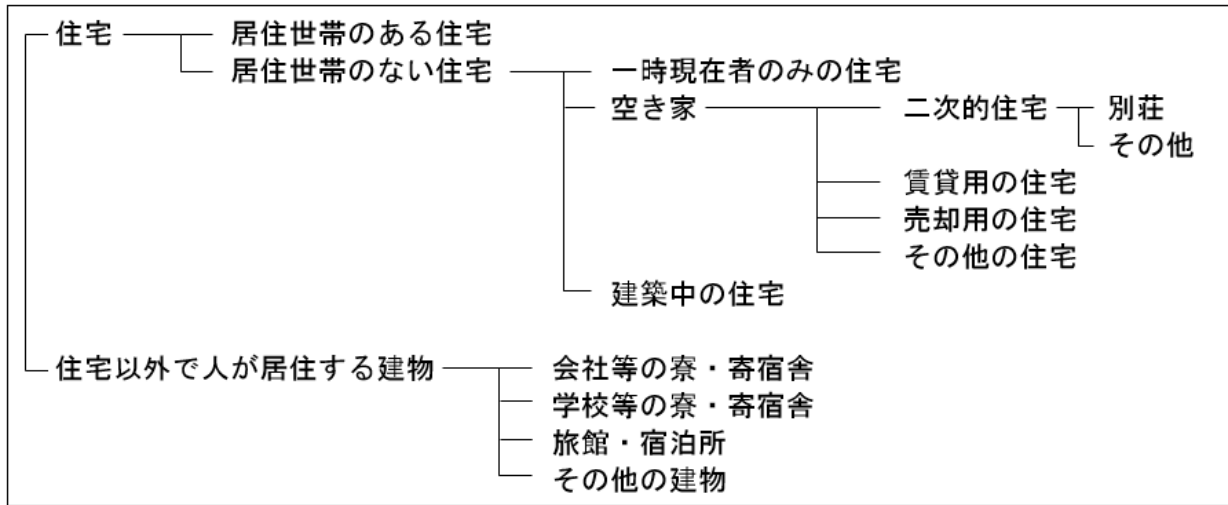 住宅 居住世帯のある住宅
居住世帯のない住宅 一時現在者のみの住宅
空き家 二次的住宅 別荘
その他
賃貸用の住宅
売却用の住宅
その他の住宅
建築中の住宅
住宅以外で人が居住する建物 会社等の寮・寄宿舎
学校等の寮・寄宿舎
旅館・宿泊所
その他の建物